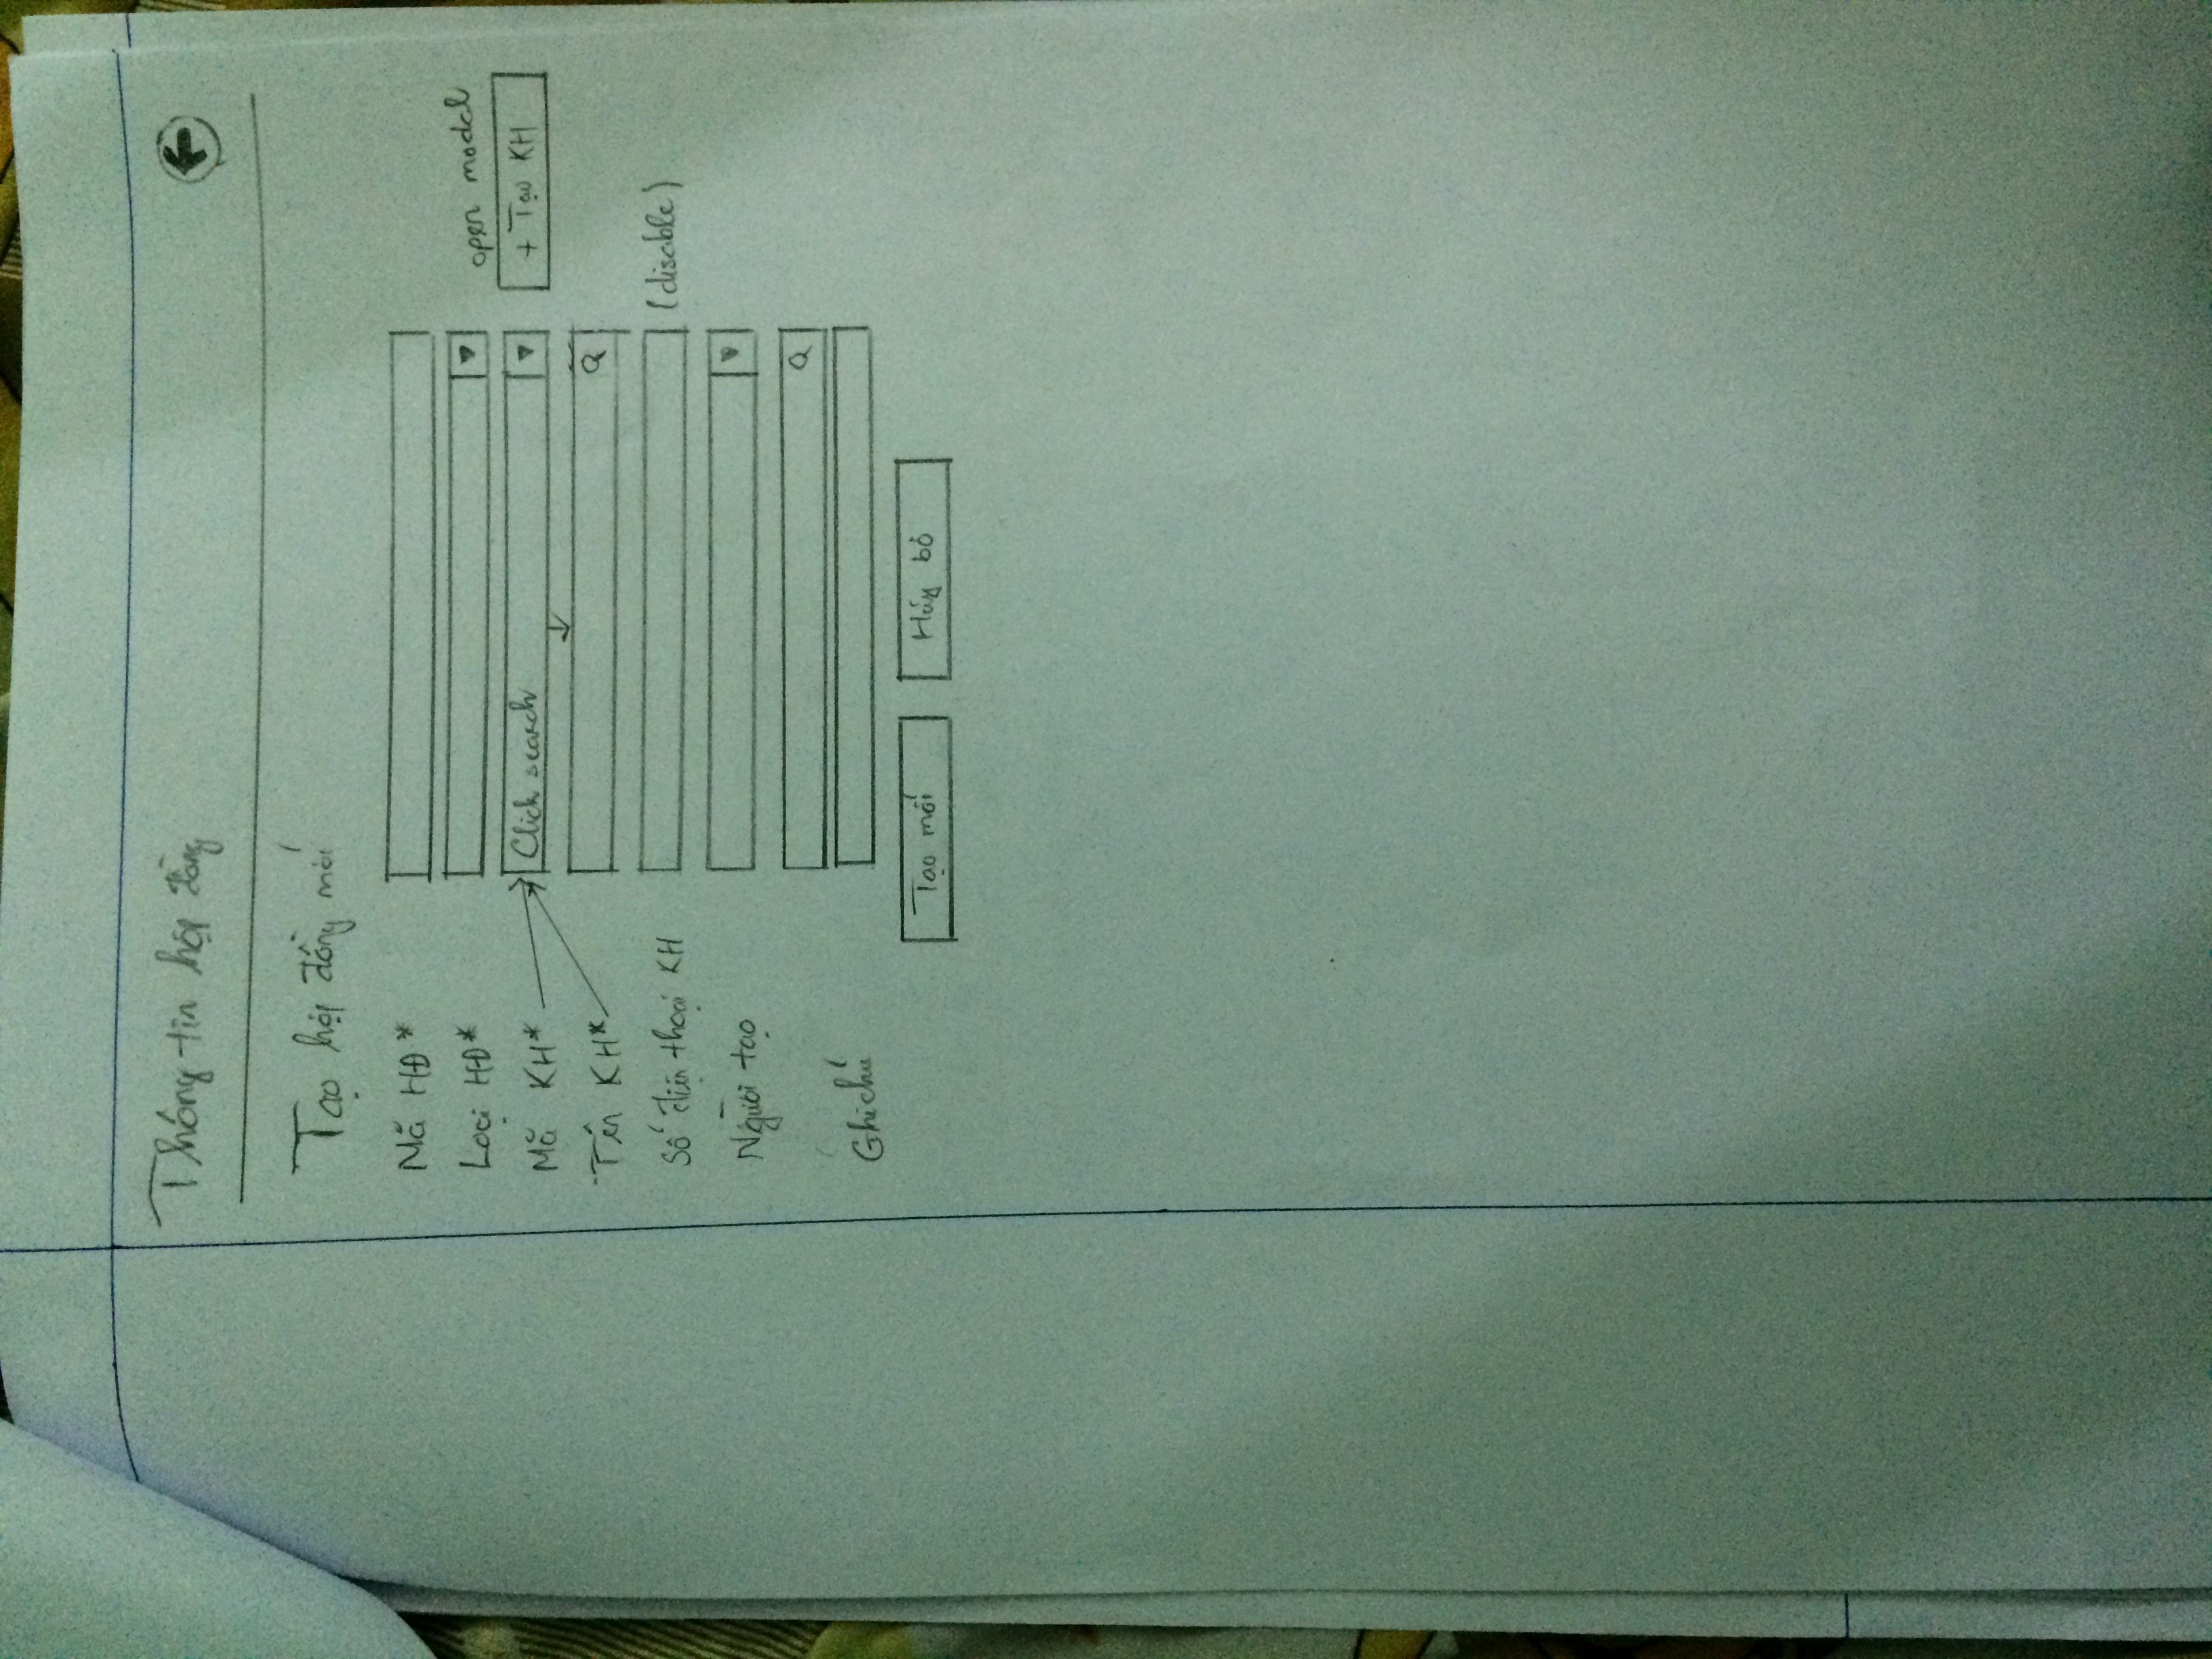 Thông tin hợp đồng
Tạo hợp đồng mới
Mã HĐ*
Loại HĐ*
open modal
Mã KH*
Click search
+ Tạo KH
Tên KH*
Số điện thoại KH
(disable)
Người tạo
Ghi chú
Tạo mới
Hủy bỏ